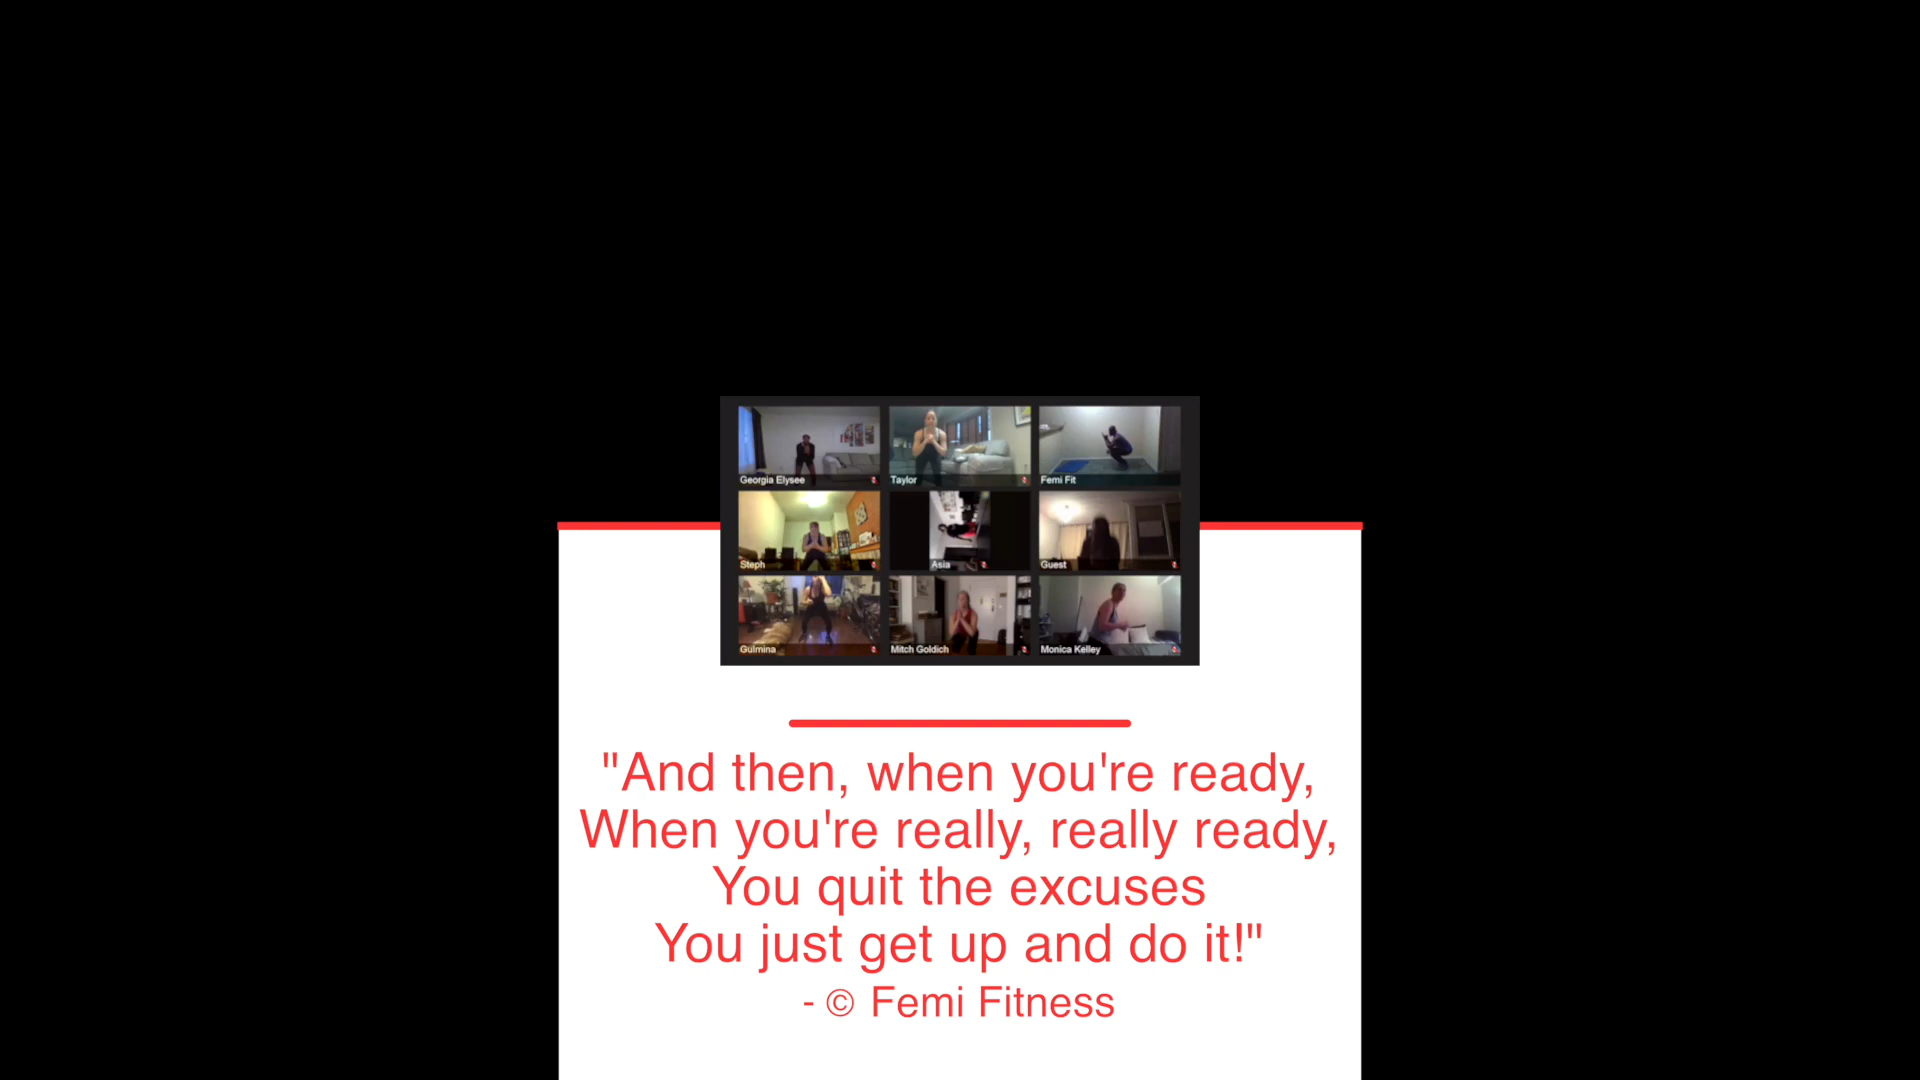 Georgia Elysee
Taylor
Femi Fit
Steph
Asia
Guest
Gulmina
Mitch Goldich
Monica Kelley
"And then, when you're ready,
When you're really, really ready,
You quit the excuses
You just get up and do it!"
- © Femi Fitness